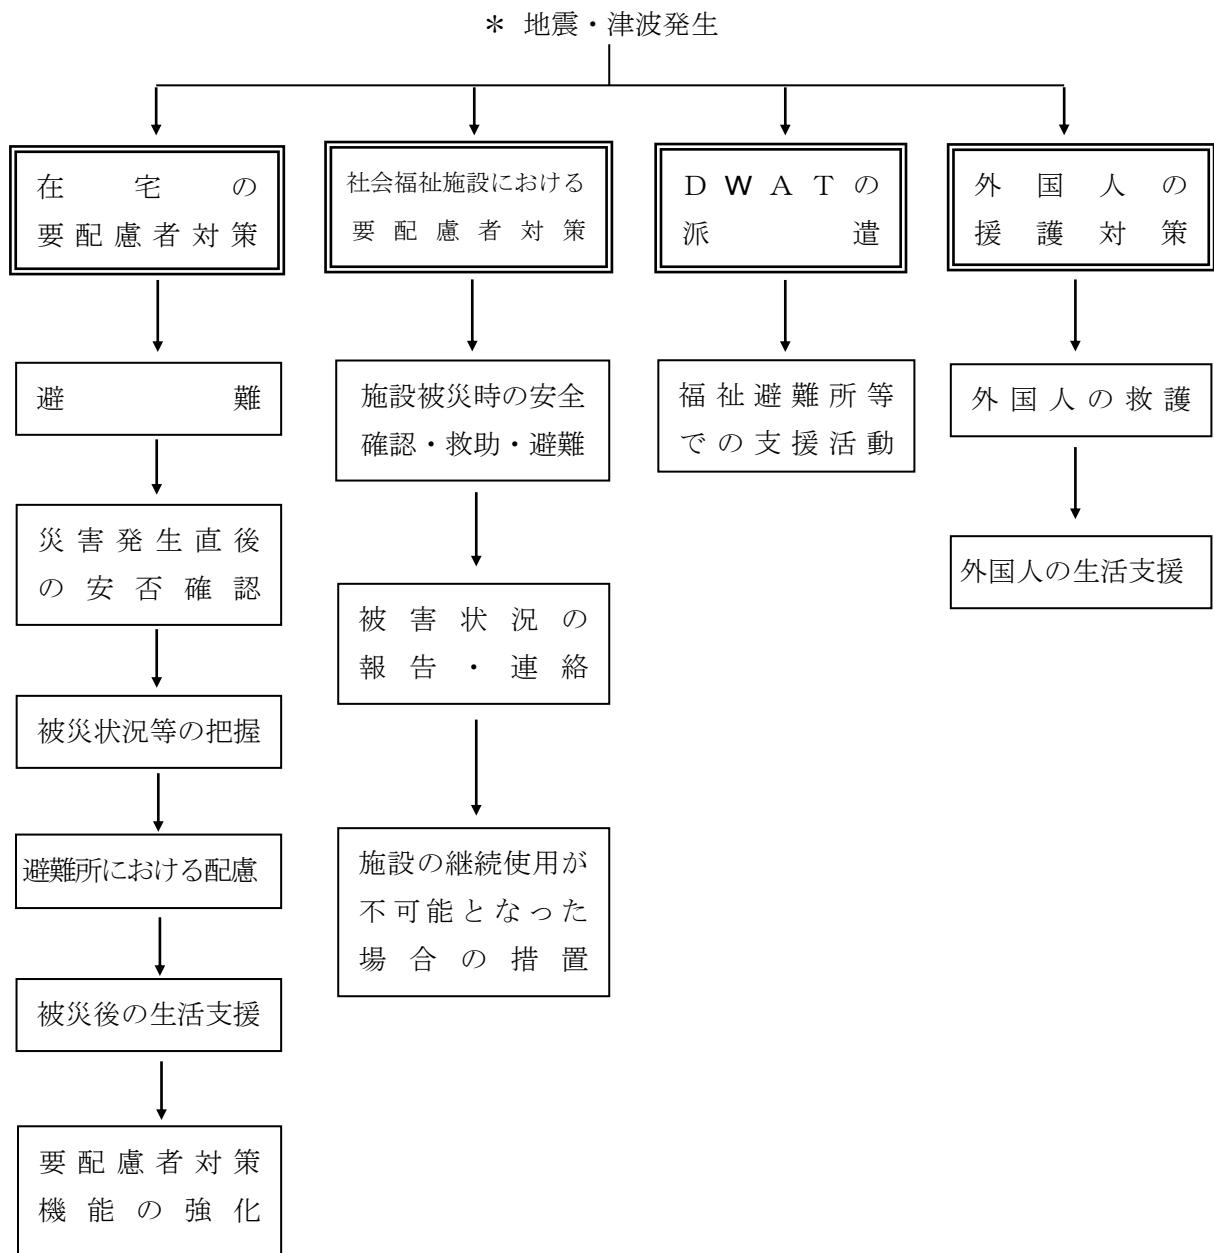 ＊ 地震・津波発生
在宅の
要配慮者対策
避難
災害発生直後
の安否確認
被災状況等の把握
避難所における配慮
被災後の生活支援
要配慮者対策
機能の強化
社会福祉施設における
要配慮者対策
施設被災時の安全
確認・救助・避難
被害状況の
報告・連絡
施設の継続使用が
不可能となった
場合の措置
ＤＷＡＴの
派遣
福祉避難所等
での支援活動
外国人の
援護対策
外国人の救護
外国人の生活支援